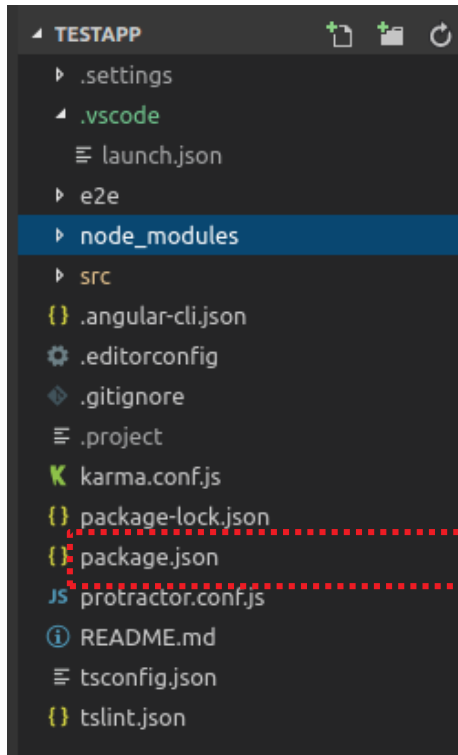 TESTAPP
.settings
.vscode
launch.json
e2e
node_modules
src
{} .angular-cli.json
.editorconfig
.gitignore
.project
K karma.conf.js
{} package-lock.json
{} package.json
JS protractor.conf.js
README.md
tsconfig.json
{} tslint.json